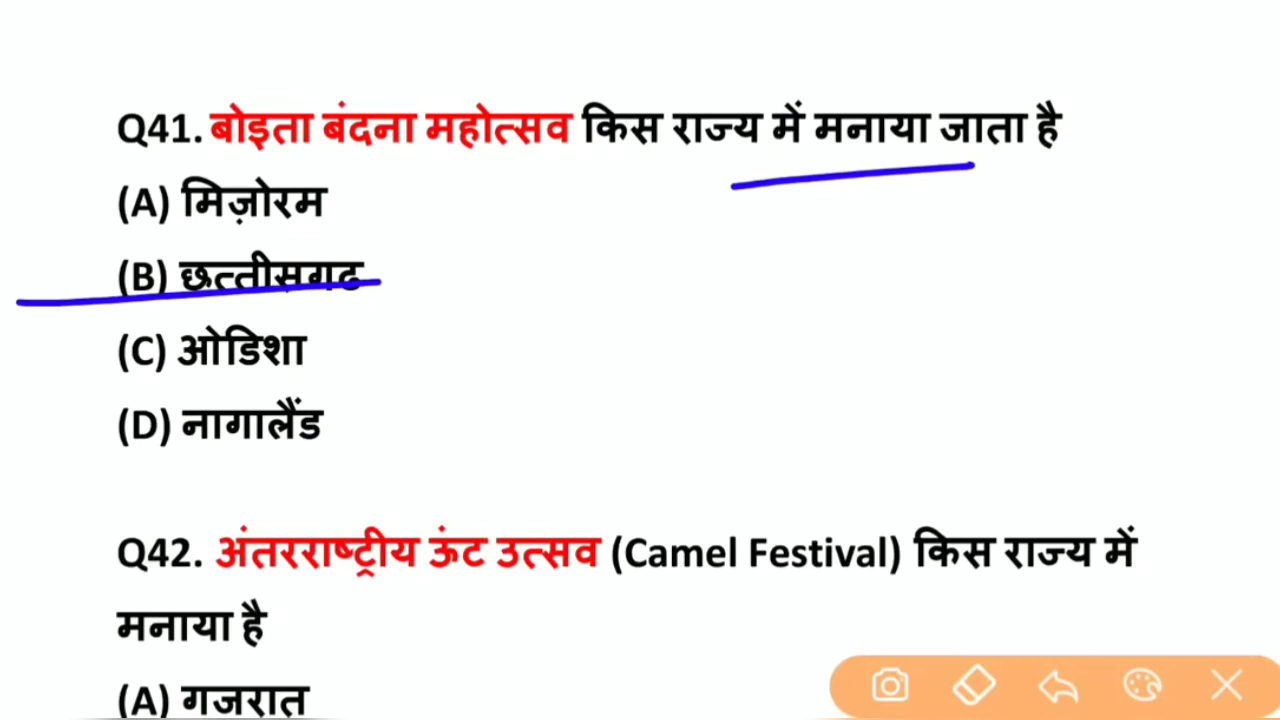 Q41. बोइता बंदना महोत्सव किस राज्य में मनाया जाता है
(A) मिज़ोरम
(B) छत्तीसगढ
(C) ओडिशा
(D) नागालैंड
Q42. अंतरराष्ट्रीय ऊंट उत्सव (Camel Festival) किस राज्य में
मनाया है
(A) गुजरात